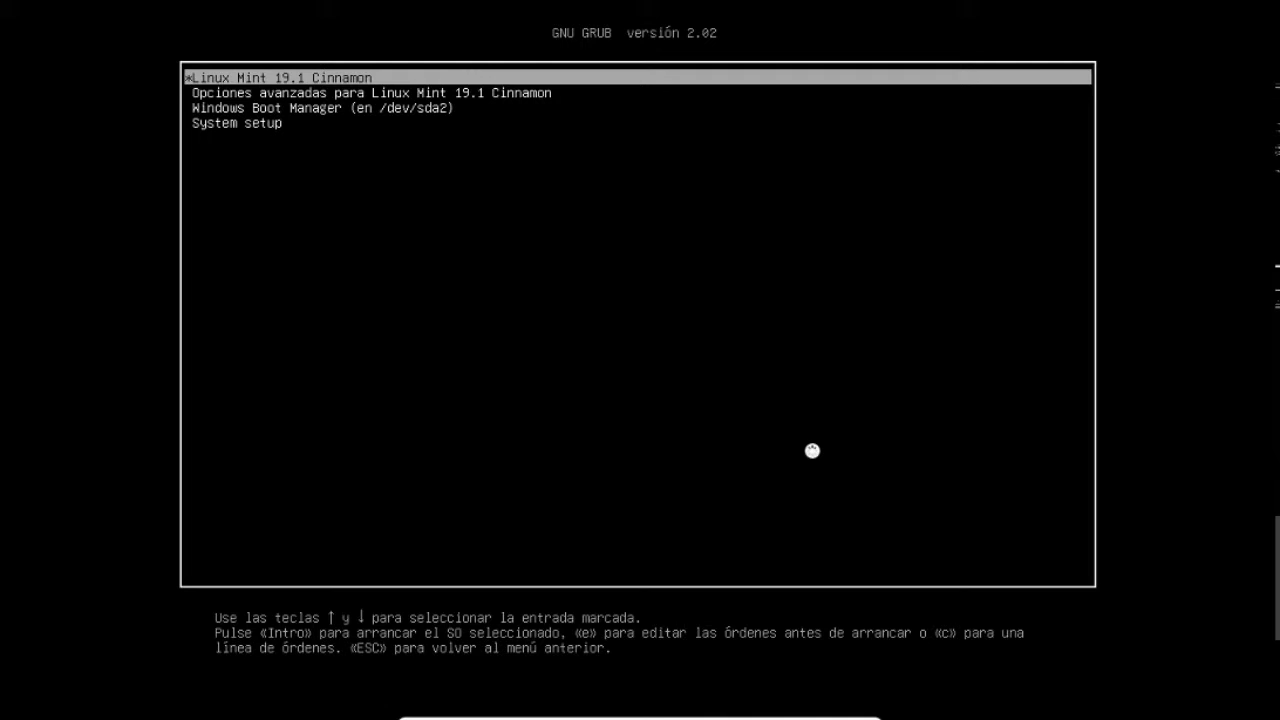 GNU GRUB versión 2.02
*Linux Mint 19.1 Cinnamon
Opciones avanzadas para Linux Mint 19.1 Cinnamon
Windows Boot Manager (en /dev/sda2)
System setup
Use las teclas ↑ y ↓ para seleccionar la entrada marcada.
Pulse «Intro» para arrancar el SO seleccionado, «e» para editar las órdenes antes de arrancar o «c» para una
línea de órdenes. «ESC» para volver al menú anterior.